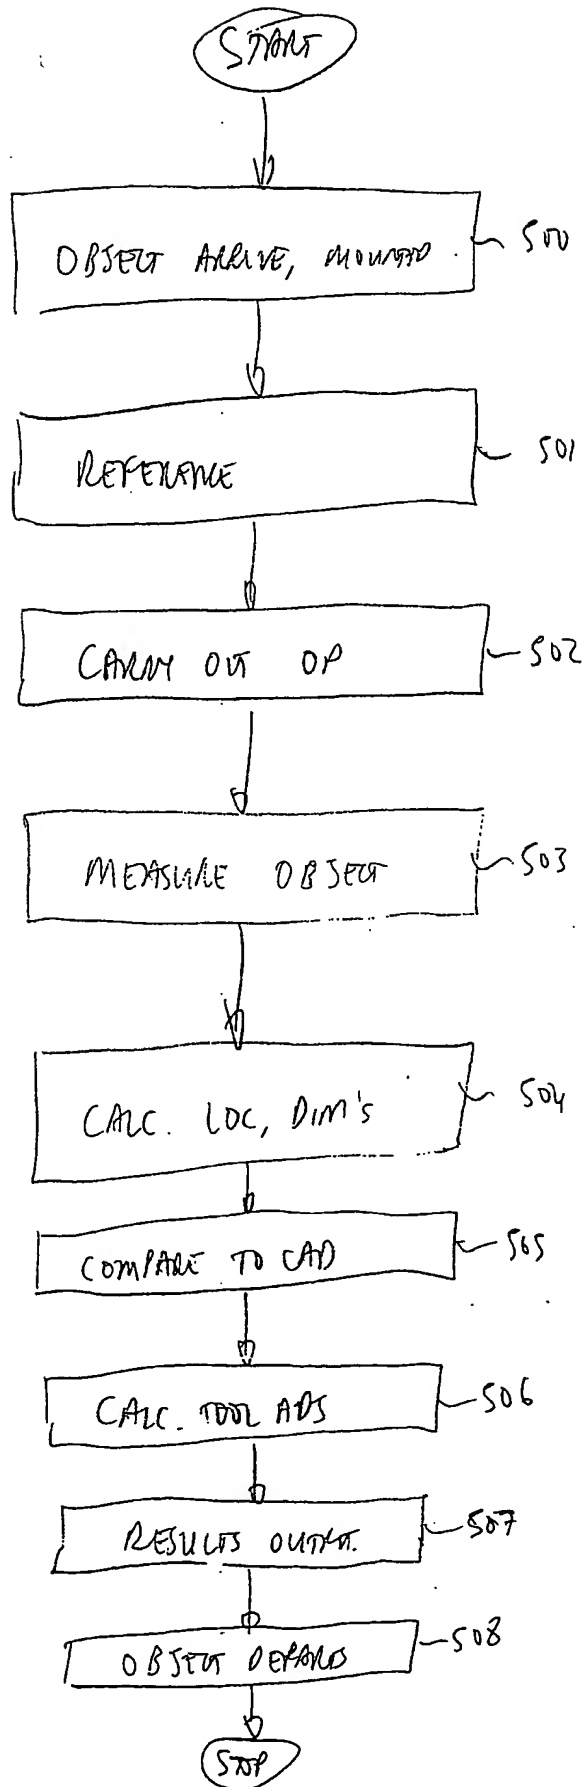 START
OBJECT ARRIVE, MOUNTED 500
REFERENCE 501
CARRY OUT OP 502
MEASURE OBJECT 503
CALC. LOC, DIM'S 504
COMPARE TO CAD 505
CALC. TOOL ADJ 506
RESULTS OUTPUT. 507
OBJECT DEPARTS 508
STOP